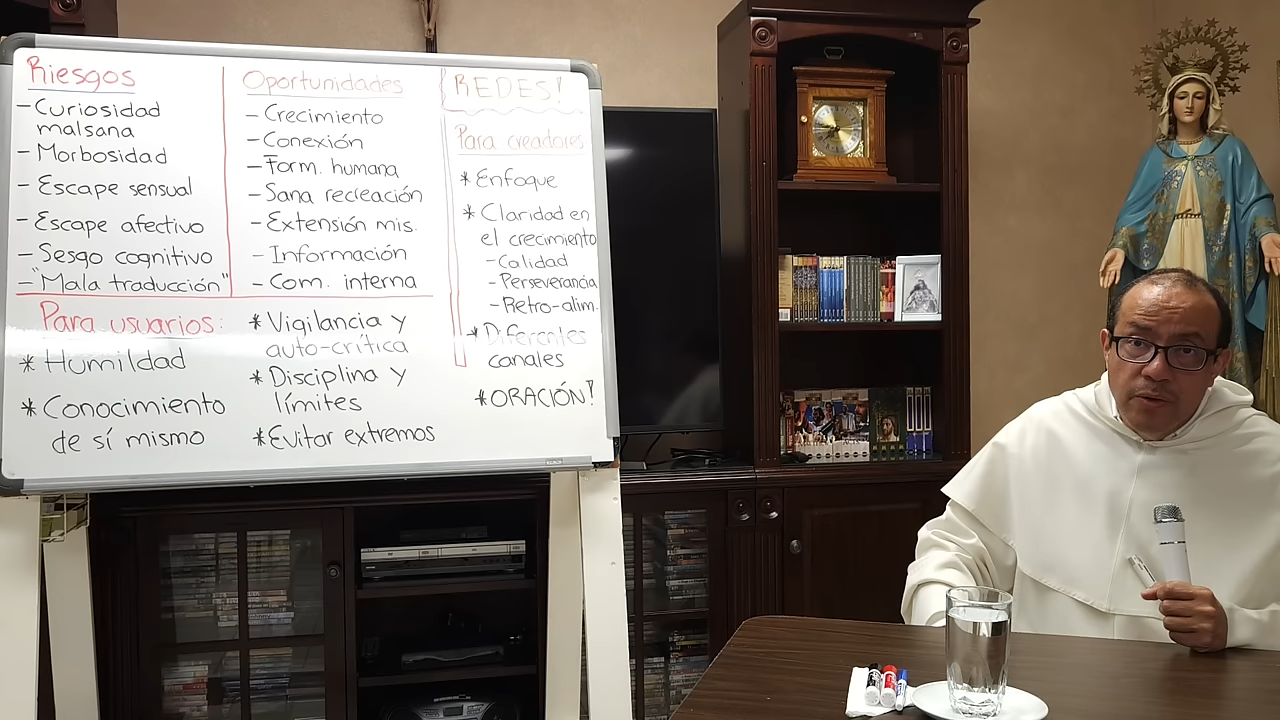 Riesgos
- Curiosidad
malsana
- Morbosidad
- Escape sensual
- Escape afectivo
- Sesgo cognitivo
- "Mala traducción"
Oportunidades
- Crecimiento
- Conexión
- Form. humana
- Sana recreación
- Extensión mis.
- Información
- Com. interna
REDES!
Para creadores
* Enfoque
* Claridad en
el crecimiento
- Calidad
- Perseverancia
- Retro-alim.
* Diferentes
canales
* ORACIÓN!
Para usuarios:
* Humildad
* Conocimiento
de sí mismo
* Vigilancia y
auto-crítica
* Disciplina y
límites
* Evitar extremos